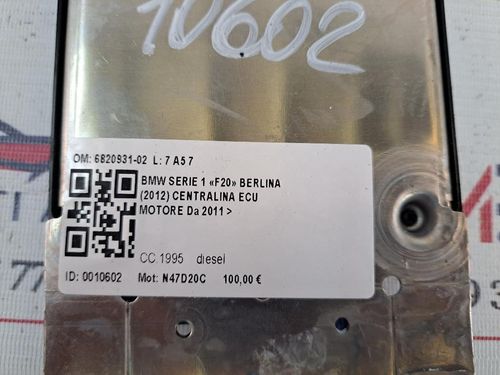 10602
OM: 6820931-02 L: 7 A5 7
BMW SERIE 1 «F20» BERLINA
(2012) CENTRALINA ECU
MOTORE Da 2011 >
CC.1995 diesel
ID: 0010602 Mot: N47D20C 100,00 €